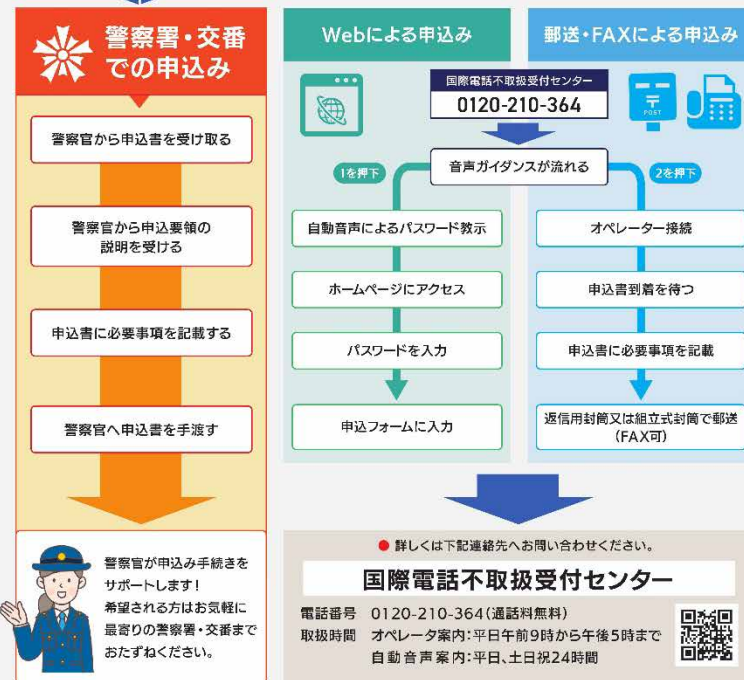 警察署・交番
での申込み
警察官から申込書を受け取る
警察官から申込要領の
説明を受ける
申込書に必要事項を記載する
警察官へ申込書を手渡す
警察官が申込み手続きを
サポートします!
希望される方はお気軽に
最寄りの警察署・交番まで
おたずねください。
Webによる申込み
郵送・FAXによる申込み
国際電話不取扱受付センター
0120-210-364
〒
POST
音声ガイダンスが流れる
1を押下
2を押下
自動音声によるパスワード教示
ホームページにアクセス
パスワードを入力
申込フォームに入力
オペレーター接続
申込書到着を待つ
申込書に必要事項を記載
返信用封筒又は組立式封筒で郵送
(FAX可)
● 詳しくは下記連絡先へお問い合わせください。
国際電話不取扱受付センター
電話番号 0120-210-364(通話料無料)
取扱時間 オペレータ案内:平日午前9時から午後5時まで
自動音声案内:平日、土日祝24時間